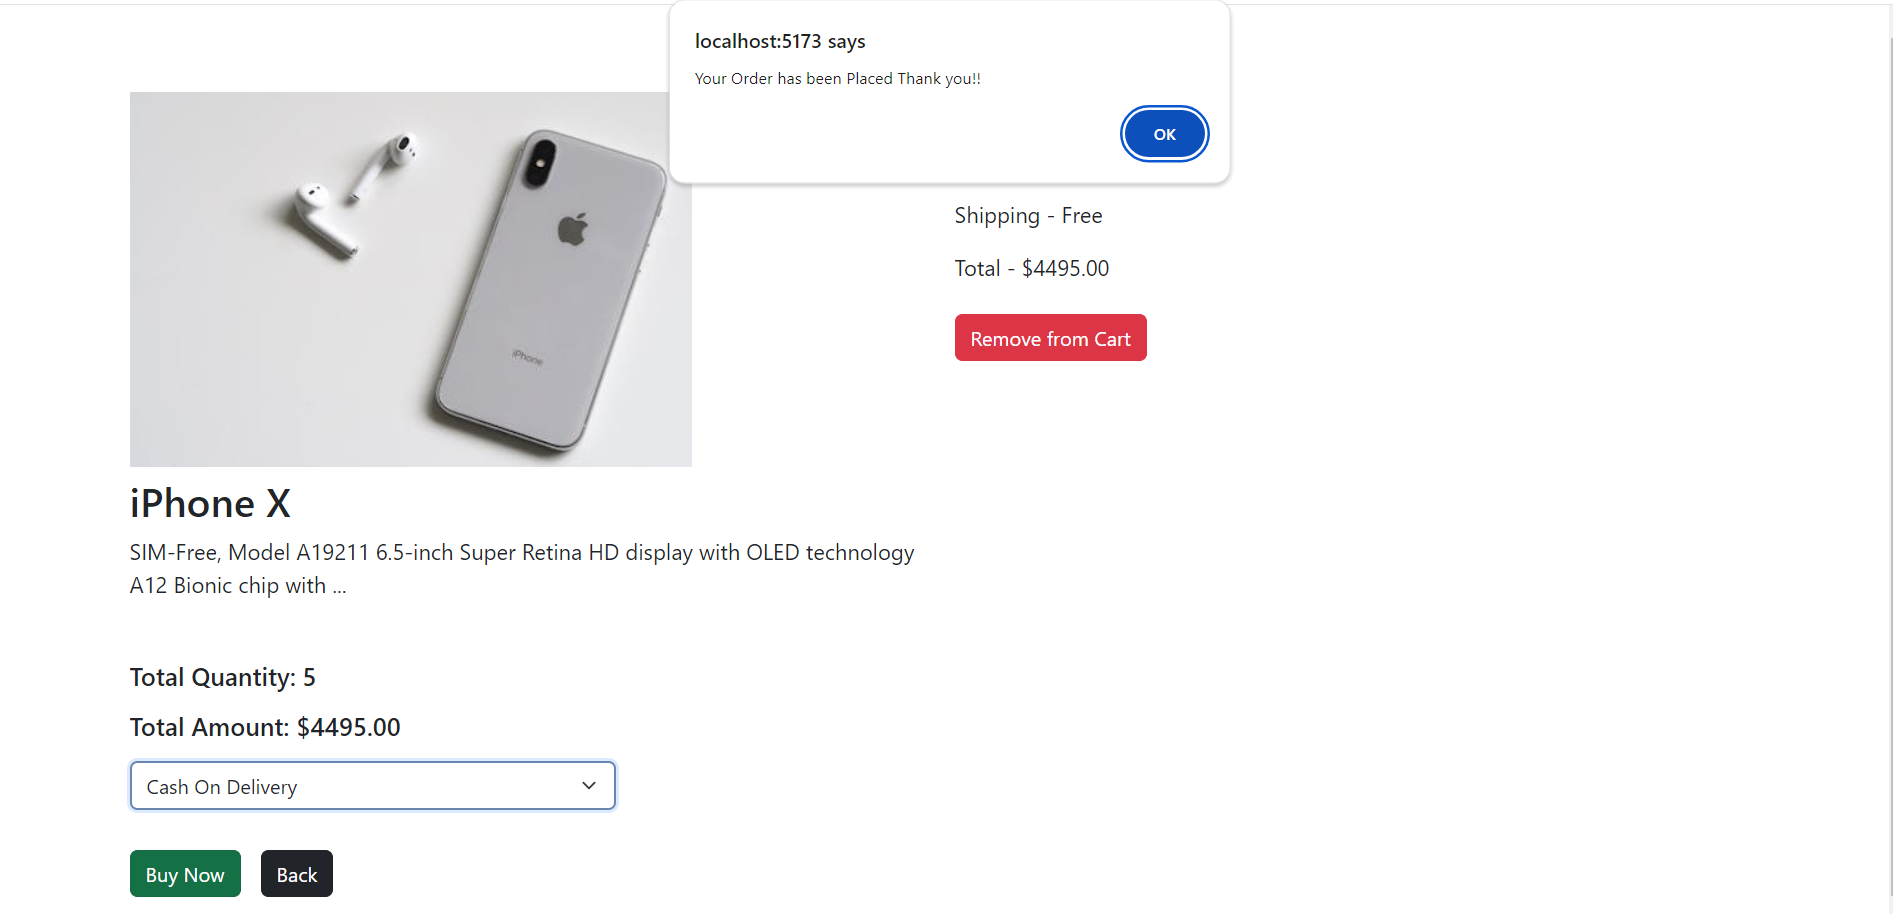 localhost:5173 says
Your Order has been Placed Thank you!!
OK
Shipping - Free
Total - $4495.00
Remove from Cart
iPhone
iPhone X
SIM-Free, Model A19211 6.5-inch Super Retina HD display with OLED technology
A12 Bionic chip with ...
Total Quantity: 5
Total Amount: $4495.00
Cash On Delivery
Buy Now
Back